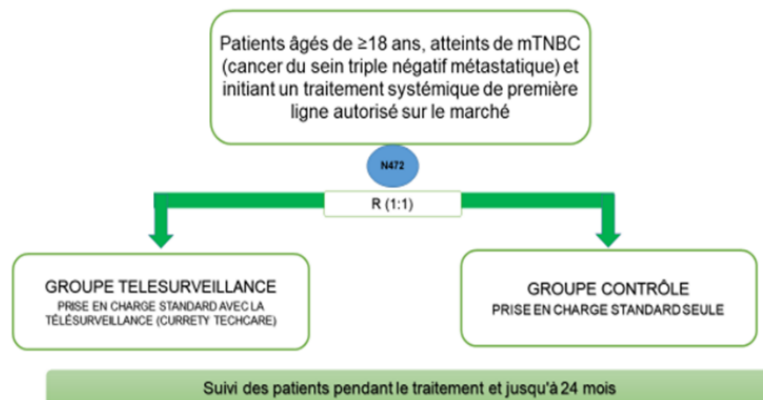 Patients âgés de ≥18 ans, atteints de mTNBC
(cancer du sein triple négatif métastatique) et
initiant un traitement systémique de première
ligne autorisé sur le marché
N472
R (1:1)
GROUPE TELESURVEILLANCE
PRISE EN CHARGE STANDARD AVEC LA
TÉLÉSURVEILLANCE (CURRETY TECHCARE)
GROUPE CONTRÔLE
PRISE EN CHARGE STANDARD SEULE
Suivi des patients pendant le traitement et jusqu'à 24 mois